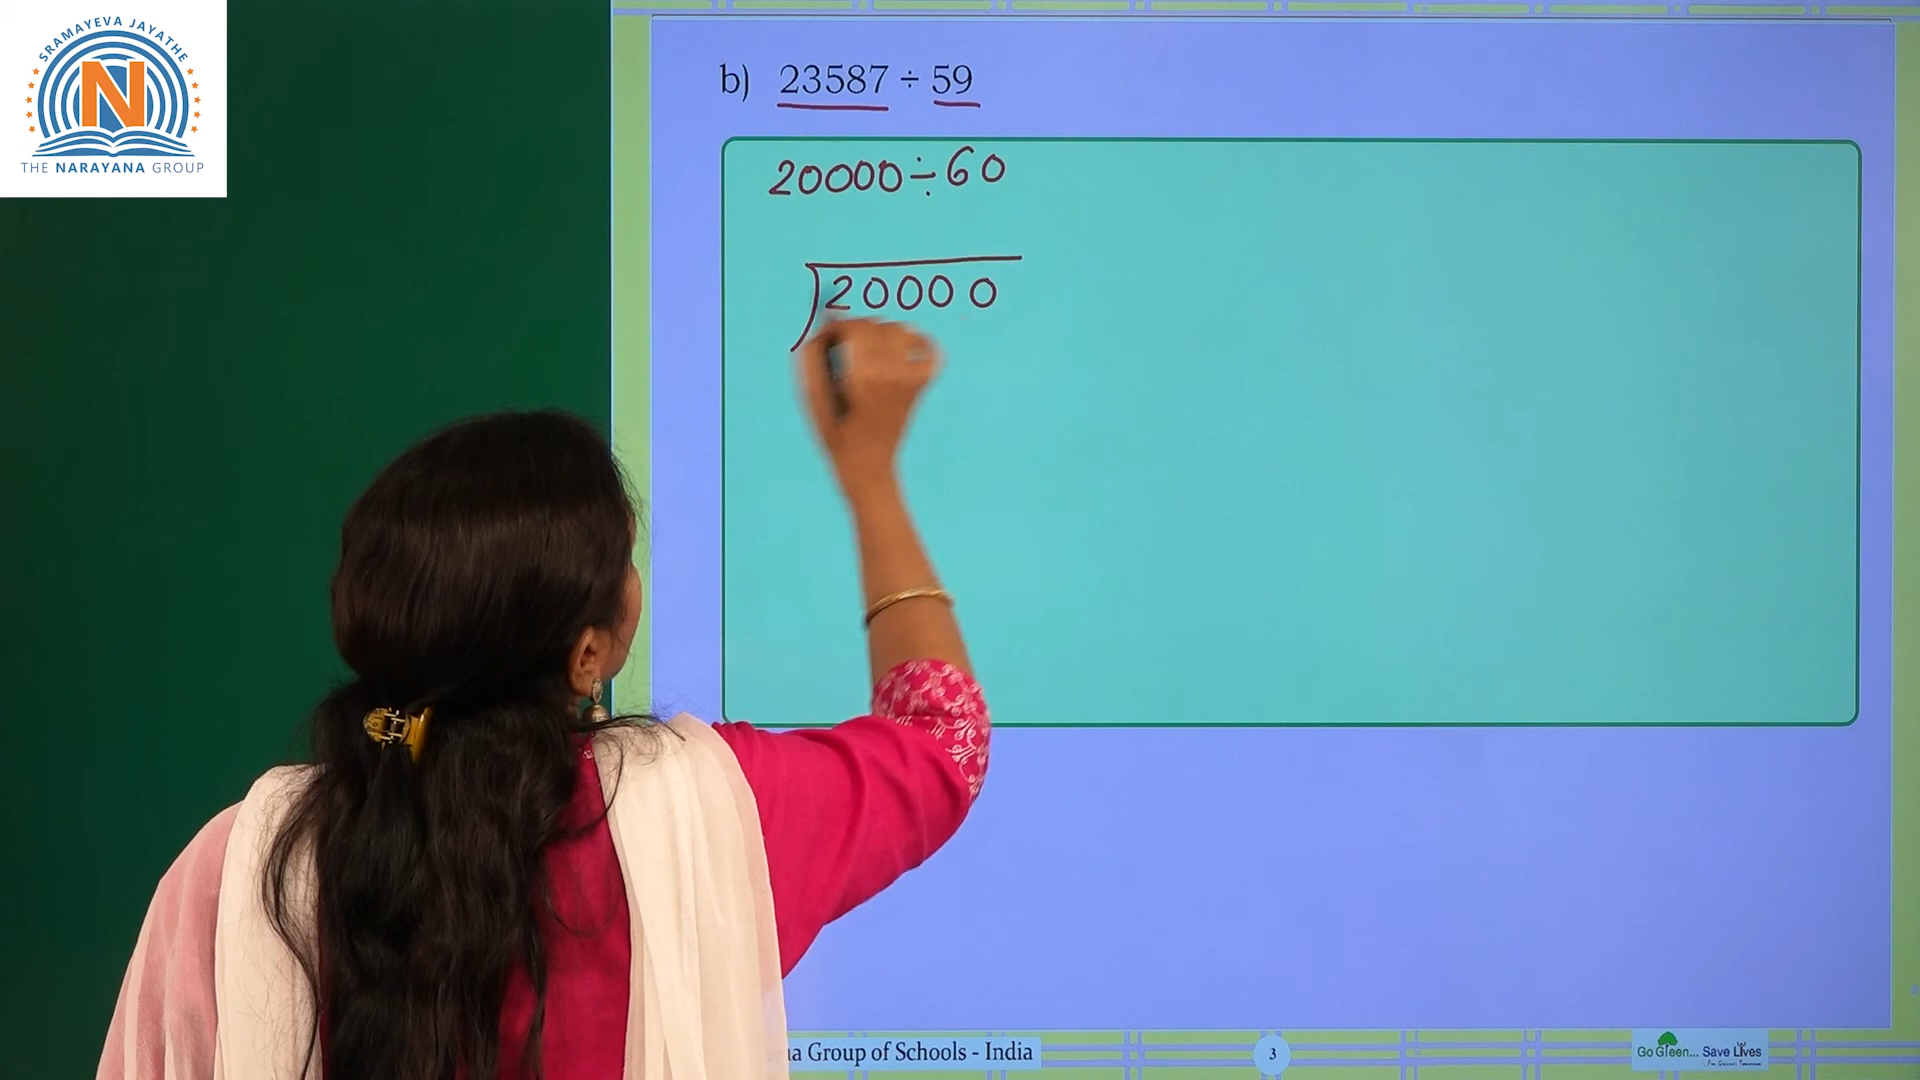 SRAMAYEVA JAYATHE
N
THE NARAYANA GROUP
b) 23587 ÷ 59
20000÷60
20000
Group of Schools - India
3
Go Green... Save Lives